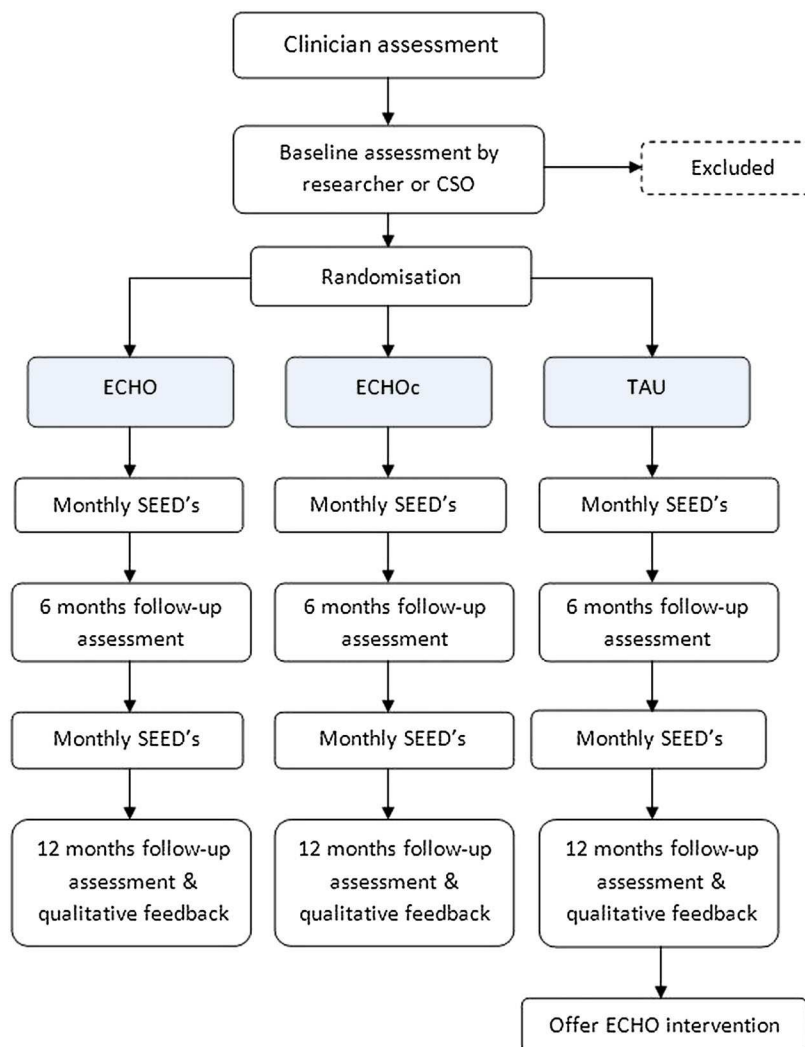 Clinician assessment
Baseline assessment by
researcher or CSO
Excluded
Randomisation
ECHO
ECHOc
TAU
Monthly SEED's
Monthly SEED's
Monthly SEED's
6 months follow-up
assessment
6 months follow-up
assessment
6 months follow-up
assessment
Monthly SEED's
Monthly SEED's
Monthly SEED's
12 months follow-up
assessment &
qualitative feedback
12 months follow-up
assessment &
qualitative feedback
12 months follow-up
assessment &
qualitative feedback
Offer ECHO intervention